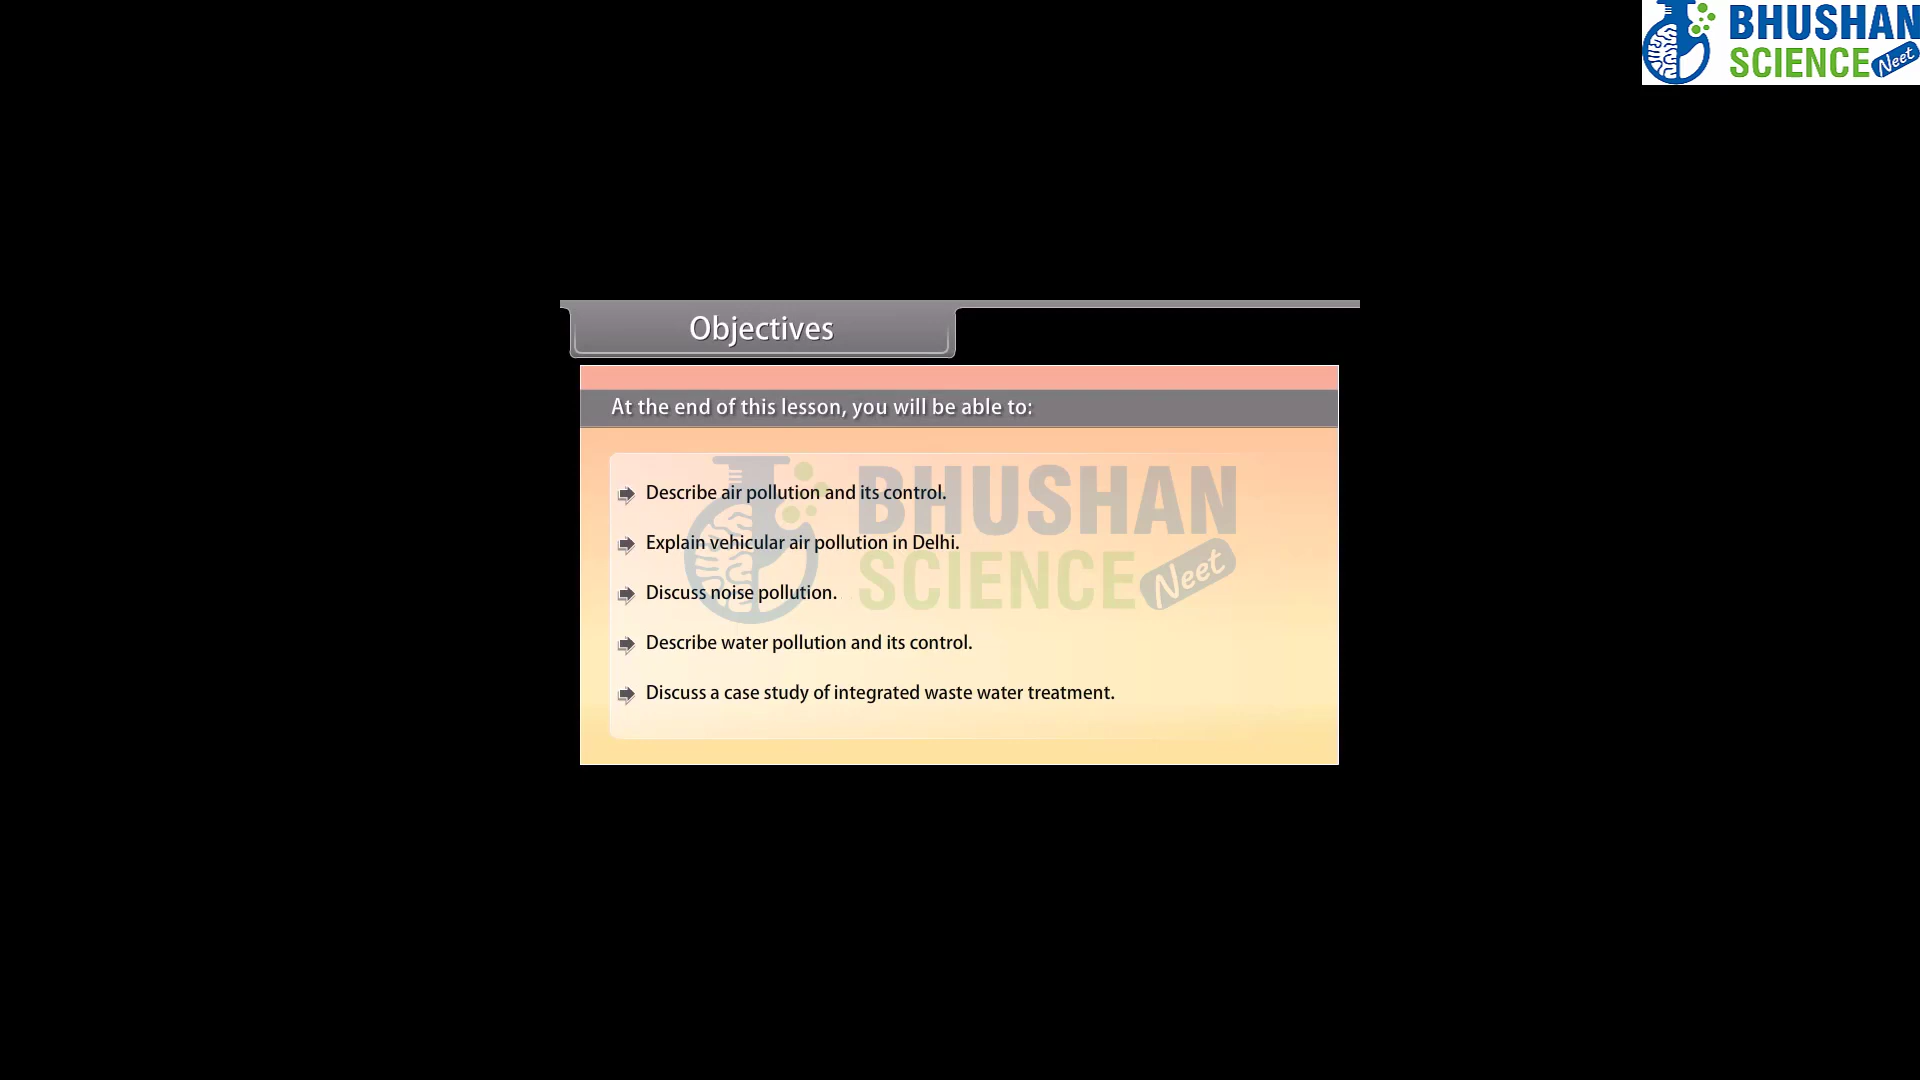 BHUSHAN
SCIENCE Neet
Objectives
At the end of this lesson, you will be able to:
Describe air pollution and its control.
Explain vehicular air pollution in Delhi.
Discuss noise pollution.
Describe water pollution and its control.
Discuss a case study of integrated waste water treatment.
BHUSHAN
SCIENCE Neet